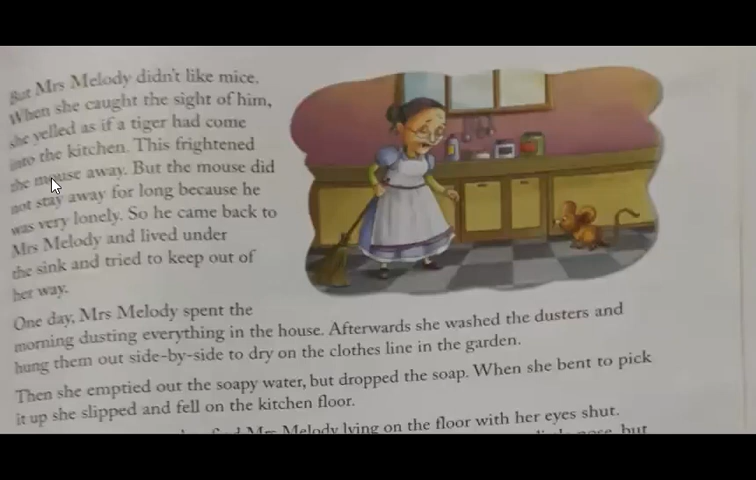 But Mrs Melody didn't like mice.
When she caught the sight of him,
she yelled as if a tiger had come
into the kitchen. This frightened
the mouse away. But the mouse did
not stay away for long because he
was very lonely. So he came back to
Mrs Melody and lived under
the sink and tried to keep out of
her way.
One day, Mrs Melody spent the
morning dusting everything in the house. Afterwards she washed the dusters and
hung them out side-by-side to dry on the clothes line in the garden.
Then she emptied out the soapy water, but dropped the soap. When she bent to pick
it up she slipped and fell on the kitchen floor.
Mrs Melody lying on the floor with her eyes shut.
nose, but